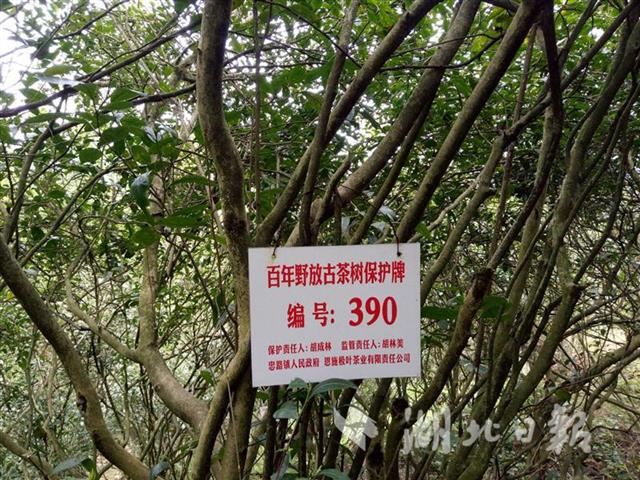 百年野放古茶树保护牌
编号: 390
保护责任人: 胡成林 监管责任人: 胡林美
忠路镇人民政府 恩施极叶茶业有限责任公司
湖北日报